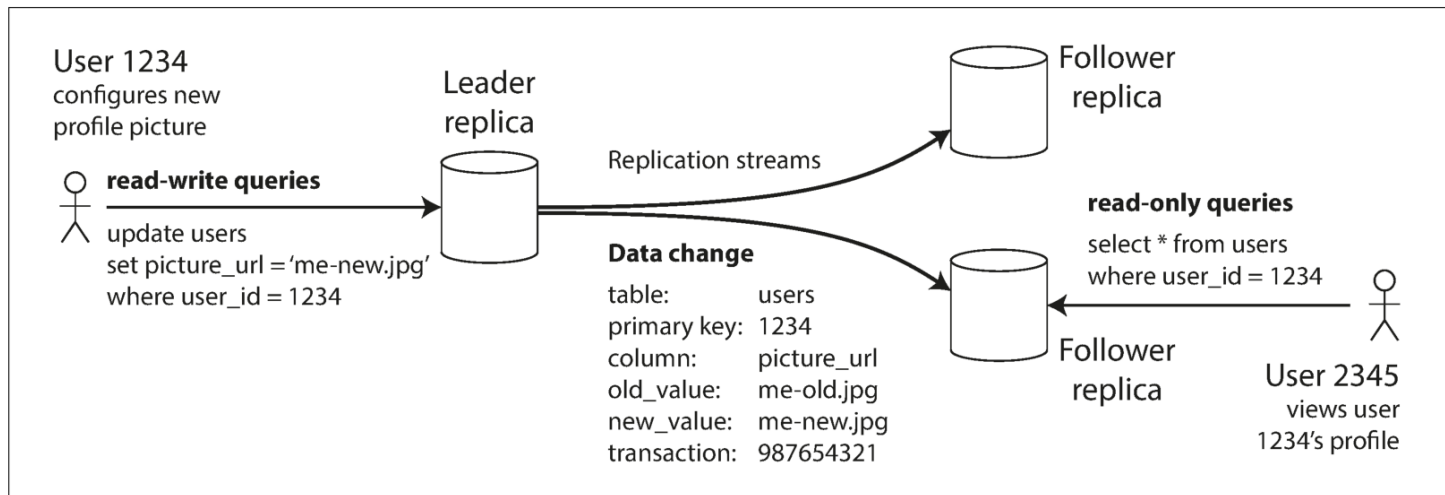 User 1234
configures new
profile picture
read-write queries
update users
set picture_url = ‘me-new.jpg’
where user_id = 1234
Leader
replica
Replication streams
Data change
table: users
primary key: 1234
column: picture_url
old_value: me-old.jpg
new_value: me-new.jpg
transaction: 987654321
Follower
replica
read-only queries
select * from users
where user_id = 1234
Follower
replica
User 2345
views user
1234’s profile